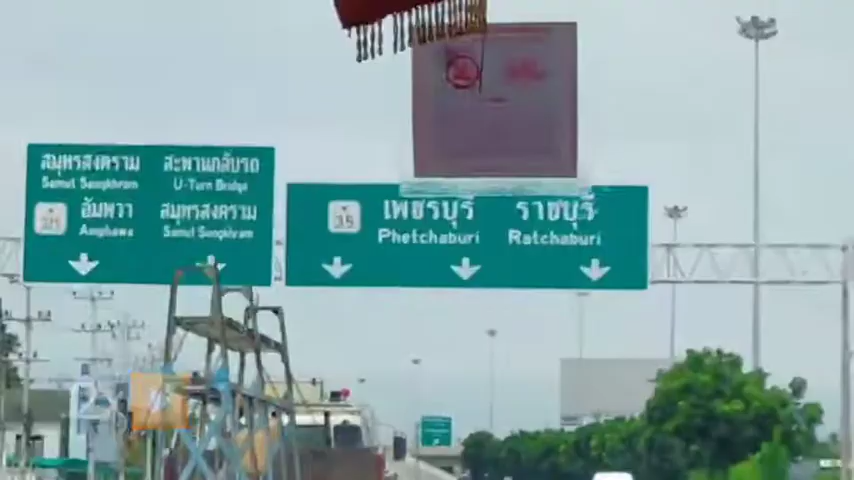 สมุทรสงคราม
Samut Songkhram
สะพานกลับรถ
U-Turn Bridge
อัมพวา
Amphawa
สมุทรสงคราม
Samut Songkhram
35
เพชรบุรี
Phetchaburi
ราชบุรี
Ratchaburi